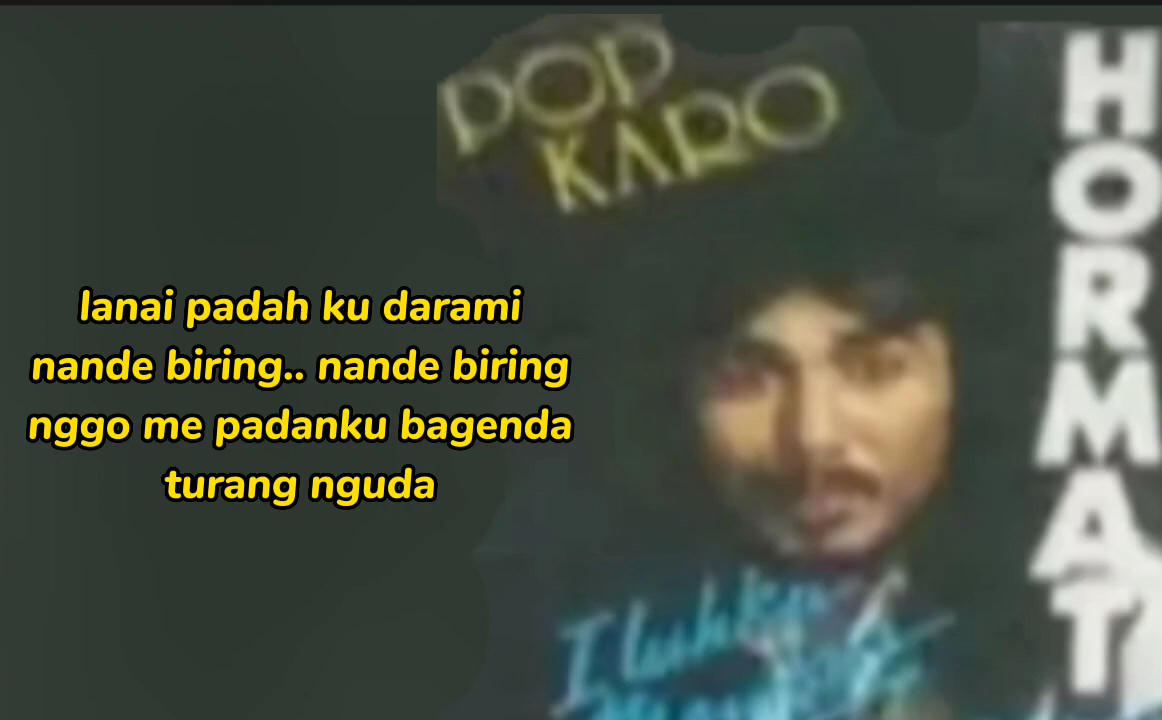 POP
KARO
HORMAT
lanai padah ku darami
nande biring.. nande biring
nggo me padanku bagenda
turang nguda